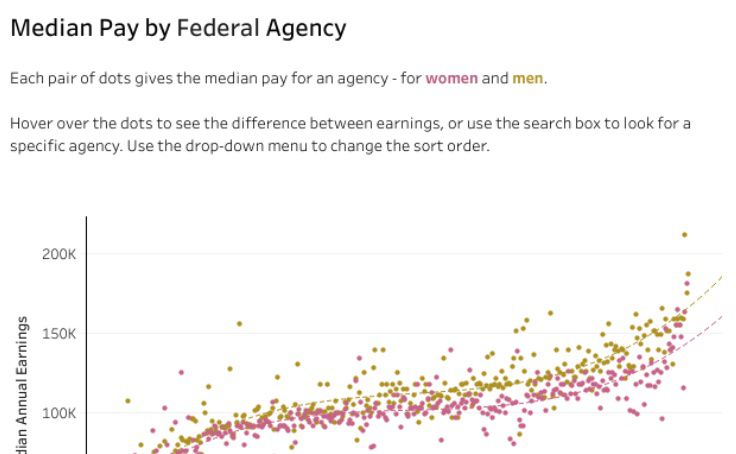 Median Pay by Federal Agency
Each pair of dots gives the median pay for an agency - for women and men.
Hover over the dots to see the difference between earnings, or use the search box to look for a
specific agency. Use the drop-down menu to change the sort order.
200K
150K
100K
dian Annual Earnings